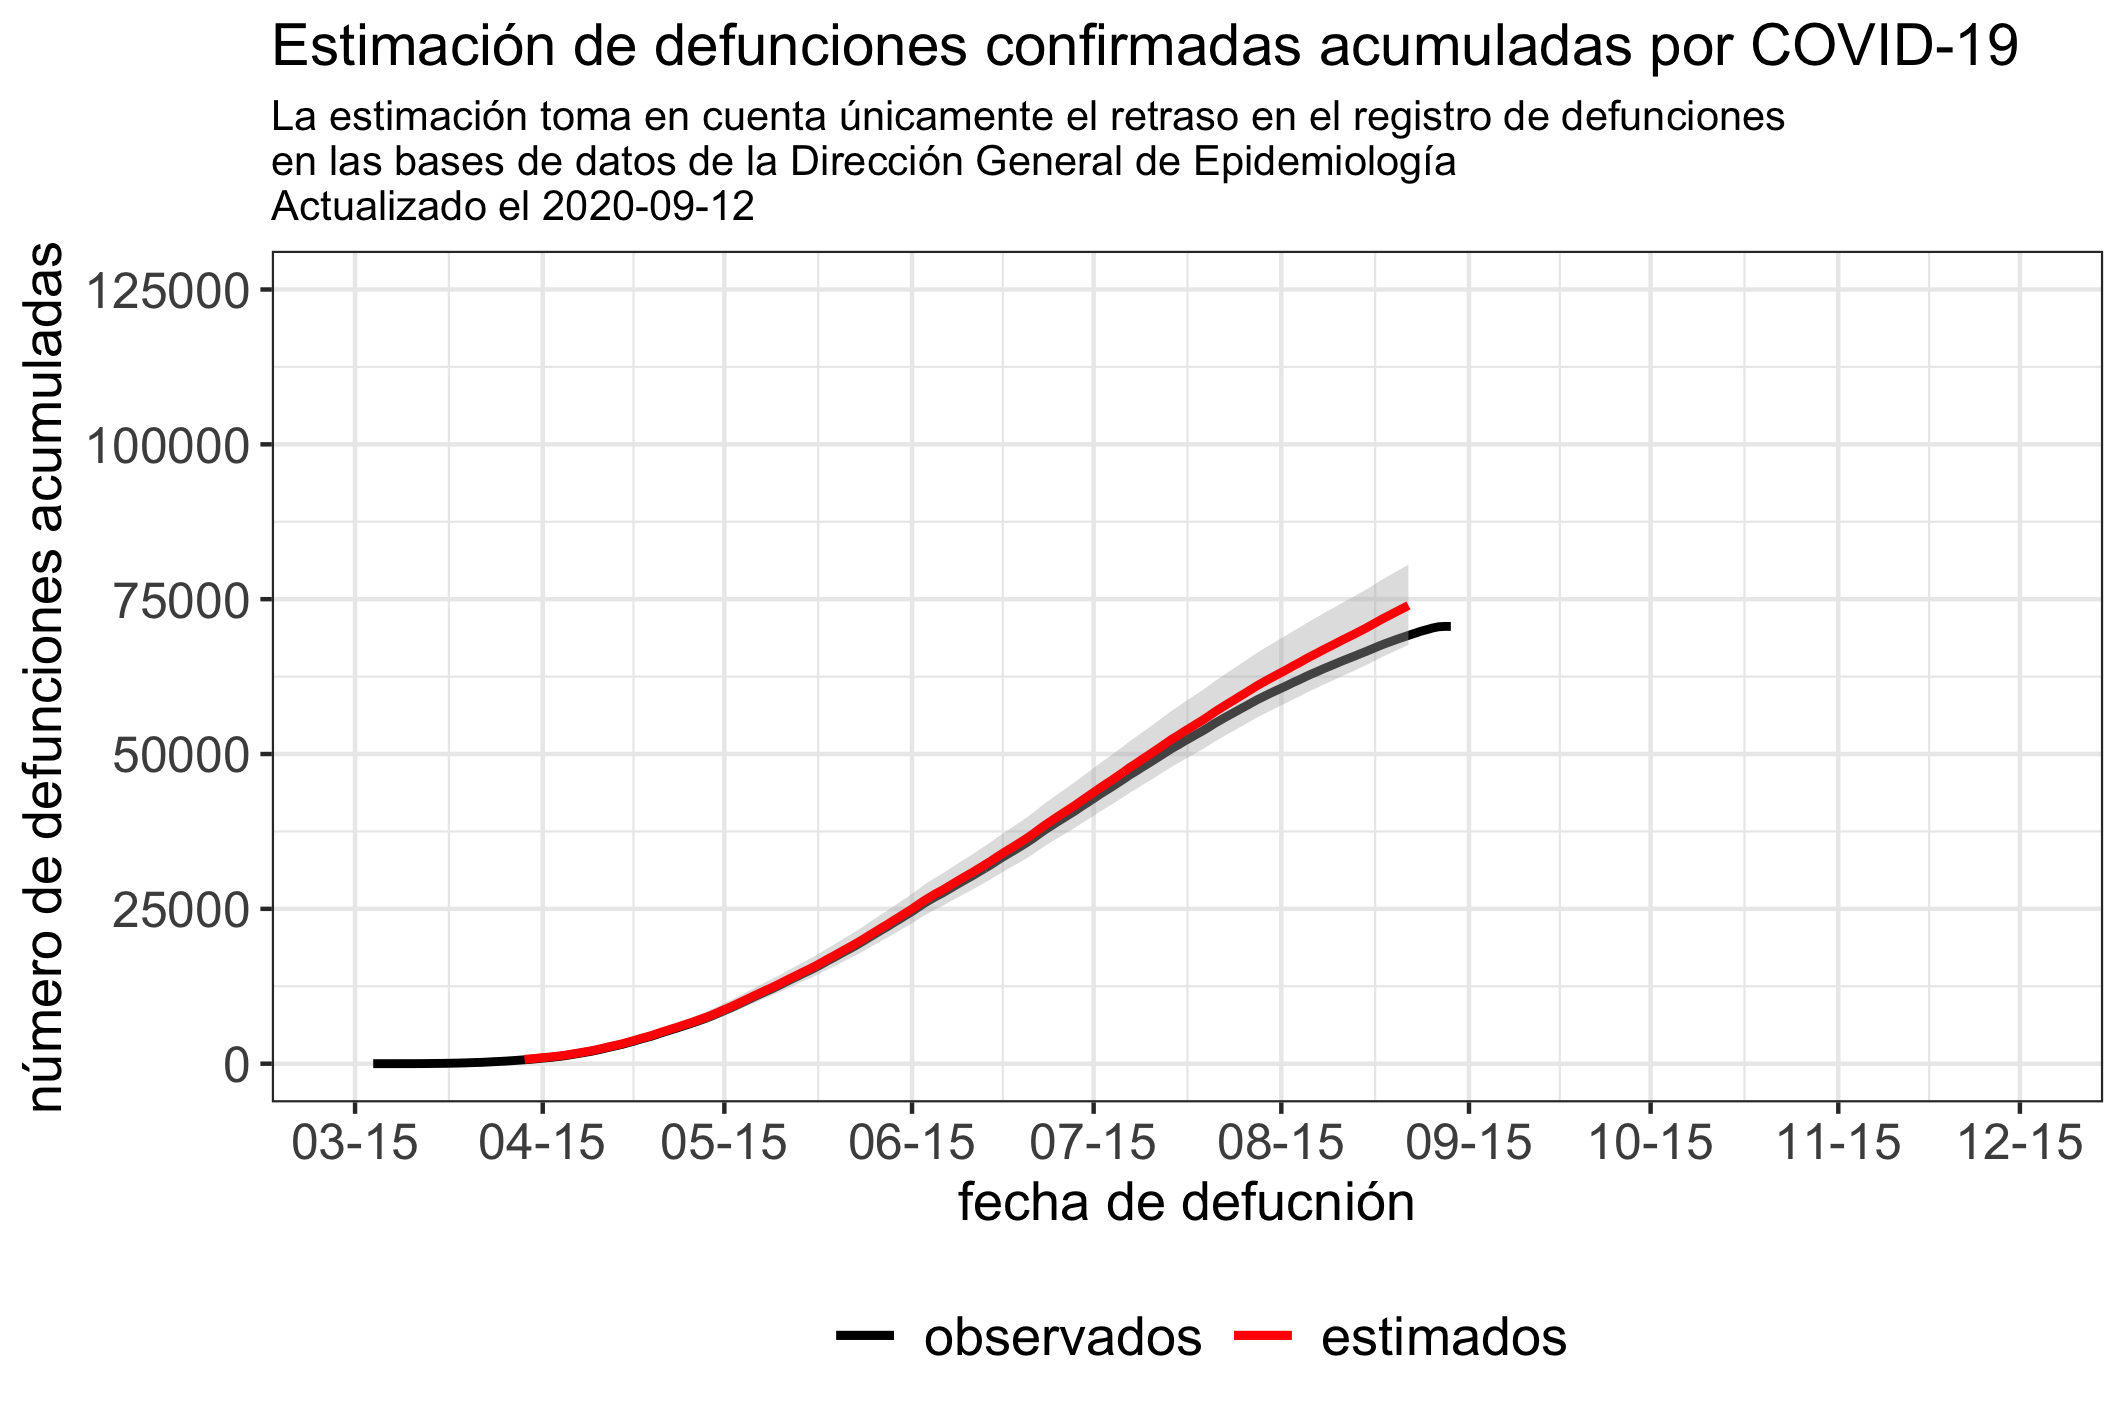 Estimación de defunciones confirmadas acumuladas por COVID-19
La estimación toma en cuenta únicamente el retraso en el registro de defunciones
en las bases de datos de la Dirección General de Epidemiología
Actualizado el 2020-09-12
número de defunciones acumuladas
125000
100000
75000
50000
25000
0
03-15 04-15 05-15 06-15 07-15 08-15 09-15 10-15 11-15 12-15
fecha de defucnión
observados estimados